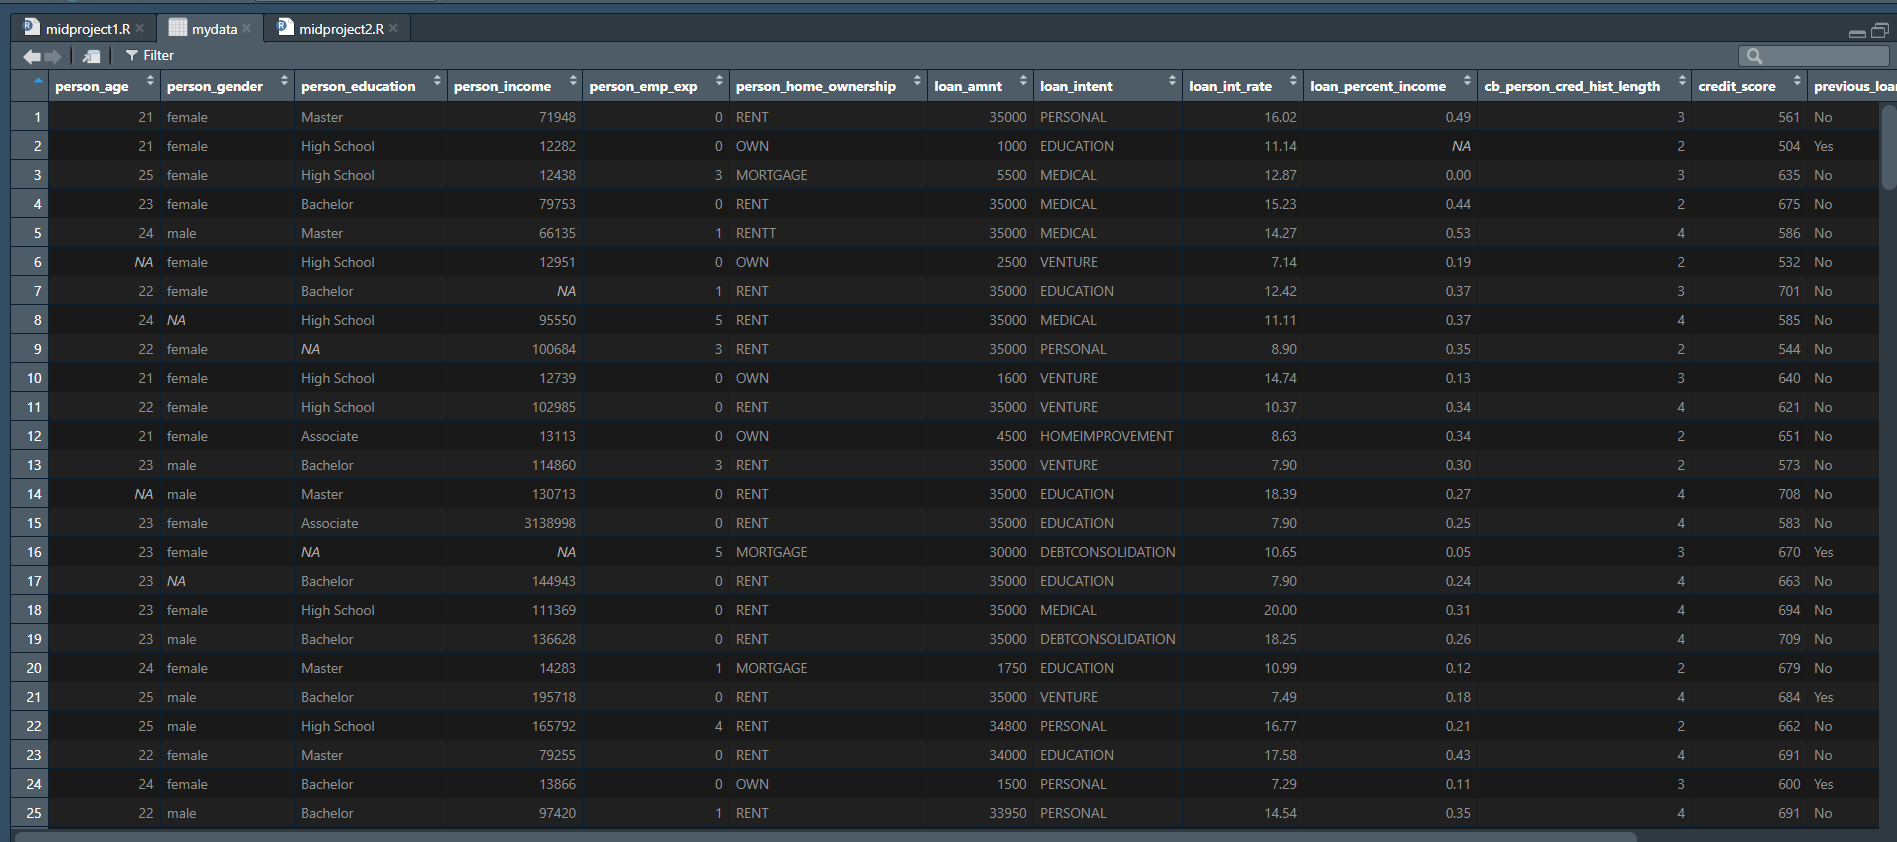 midproject1.R mydata midproject2.R
Filter
person_age person_gender person_education person_income person_emp_exp person_home_ownership loan_amnt loan_intent loan_int_rate loan_percent_income cb_person_cred_hist_length credit_score previous_loan
1 21 female Master 71948 0 RENT 35000 PERSONAL 16.02 0.49 3 561 No
2 21 female High School 12282 0 OWN 1000 EDUCATION 11.14 NA 2 504 Yes
3 25 female High School 12438 3 MORTGAGE 5500 MEDICAL 12.87 0.00 3 635 No
4 23 female Bachelor 79753 0 RENT 35000 MEDICAL 15.23 0.44 2 675 No
5 24 male Master 66135 1 RENTT 35000 MEDICAL 14.27 0.53 4 586 No
6 NA female High School 12951 0 OWN 2500 VENTURE 7.14 0.19 2 532 No
7 22 female Bachelor NA 1 RENT 35000 EDUCATION 12.42 0.37 3 701 No
8 24 NA High School 95550 5 RENT 35000 MEDICAL 11.11 0.37 4 585 No
9 22 female NA 100684 3 RENT 35000 PERSONAL 8.90 0.35 2 544 No
10 21 female High School 12739 0 OWN 1600 VENTURE 14.74 0.13 3 640 No
11 22 female High School 102985 0 RENT 35000 VENTURE 10.37 0.34 4 621 No
12 21 female Associate 13113 0 OWN 4500 HOMEIMPROVEMENT 8.63 0.34 2 651 No
13 23 male Bachelor 114860 3 RENT 35000 VENTURE 7.90 0.30 2 573 No
14 NA male Master 130713 0 RENT 35000 EDUCATION 18.39 0.27 4 708 No
15 23 female Associate 3138998 0 RENT 35000 EDUCATION 7.90 0.25 4 583 No
16 23 female NA NA 5 MORTGAGE 30000 DEBTCONSOLIDATION 10.65 0.05 3 670 Yes
17 23 NA Bachelor 144943 0 RENT 35000 EDUCATION 7.90 0.24 4 663 No
18 23 female High School 111369 0 RENT 35000 MEDICAL 20.00 0.31 4 694 No
19 23 male Bachelor 136628 0 RENT 35000 DEBTCONSOLIDATION 18.25 0.26 4 709 No
20 24 female Master 14283 1 MORTGAGE 1750 EDUCATION 10.99 0.12 2 679 No
21 25 male Bachelor 195718 0 RENT 35000 VENTURE 7.49 0.18 4 684 Yes
22 25 male High School 165792 4 RENT 34800 PERSONAL 16.77 0.21 2 662 No
23 22 female Master 79255 0 RENT 34000 EDUCATION 17.58 0.43 4 691 No
24 24 female Bachelor 13866 0 OWN 1500 PERSONAL 7.29 0.11 3 600 Yes
25 22 male Bachelor 97420 1 RENT 33950 PERSONAL 14.54 0.35 4 691 No